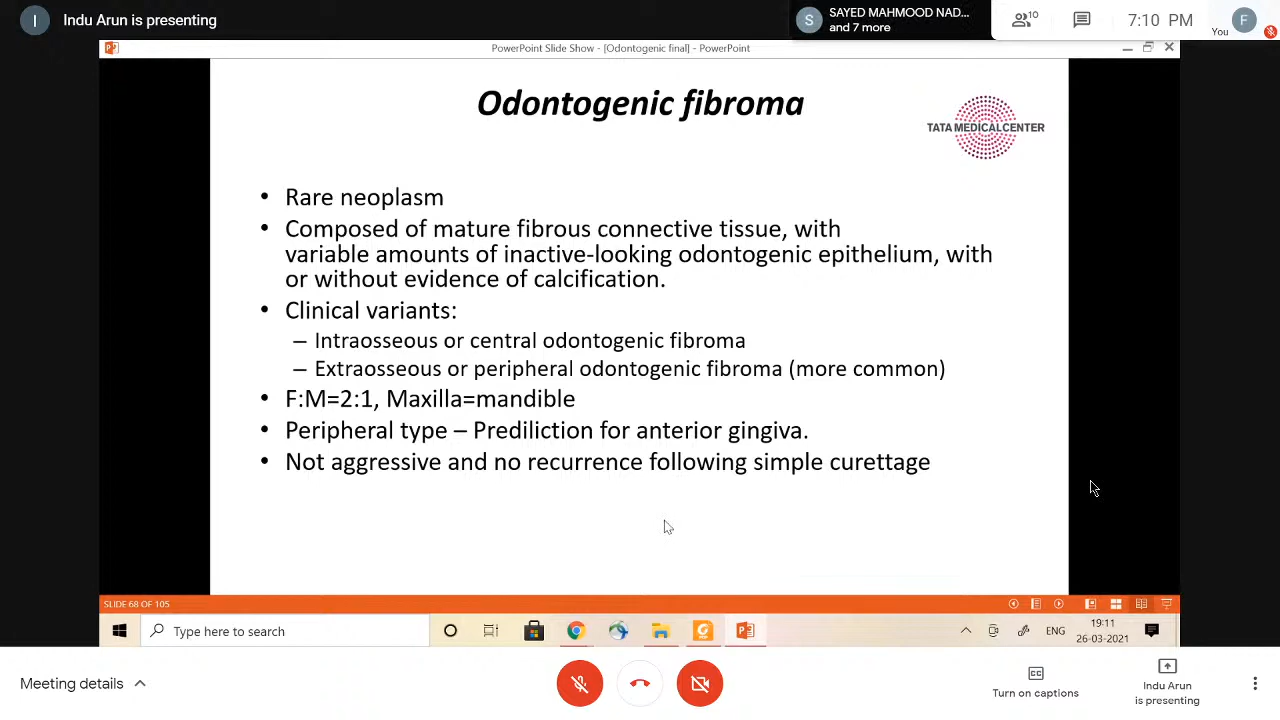 I Indu Arun is presenting
S SAYED MAHMOOD NAD...
and 7 more
10
7:10 PM
You
F
PowerPoint Slide Show - [Odontogenic final] - PowerPoint
Odontogenic fibroma
TATA MEDICAL CENTER
• Rare neoplasm
• Composed of mature fibrous connective tissue, with
variable amounts of inactive-looking odontogenic epithelium, with
or without evidence of calcification.
• Clinical variants:
– Intraosseous or central odontogenic fibroma
– Extraosseous or peripheral odontogenic fibroma (more common)
• F:M=2:1, Maxilla=mandible
• Peripheral type – Prediliction for anterior gingiva.
• Not aggressive and no recurrence following simple curettage
SLIDE 68 OF 105
Type here to search
ENG
19:11
26-03-2021
Meeting details
Turn on captions
Indu Arun
is presenting